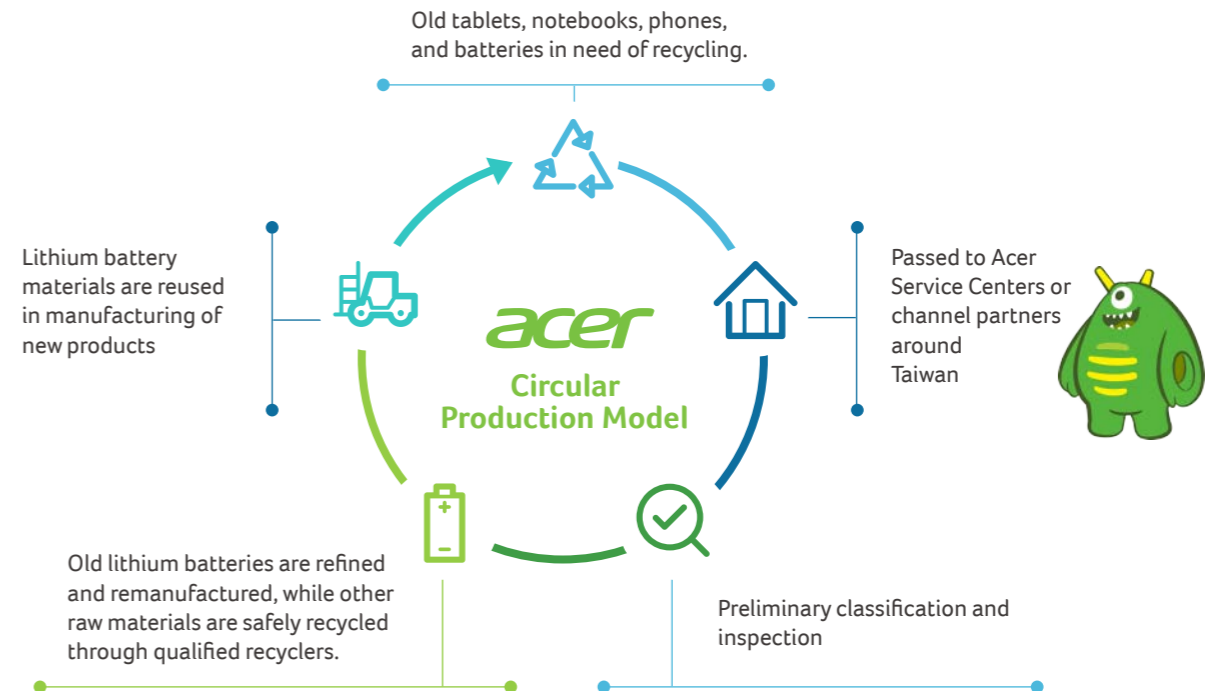 Old tablets, notebooks, phones,
and batteries in need of recycling.
Lithium battery
materials are reused
in manufacturing of
new products
acer
Circular
Production Model
Passed to Acer
Service Centers or
channel partners
around
Taiwan
Old lithium batteries are refined
and remanufactured, while other
raw materials are safely recycled
through qualified recyclers.
Preliminary classification and
inspection